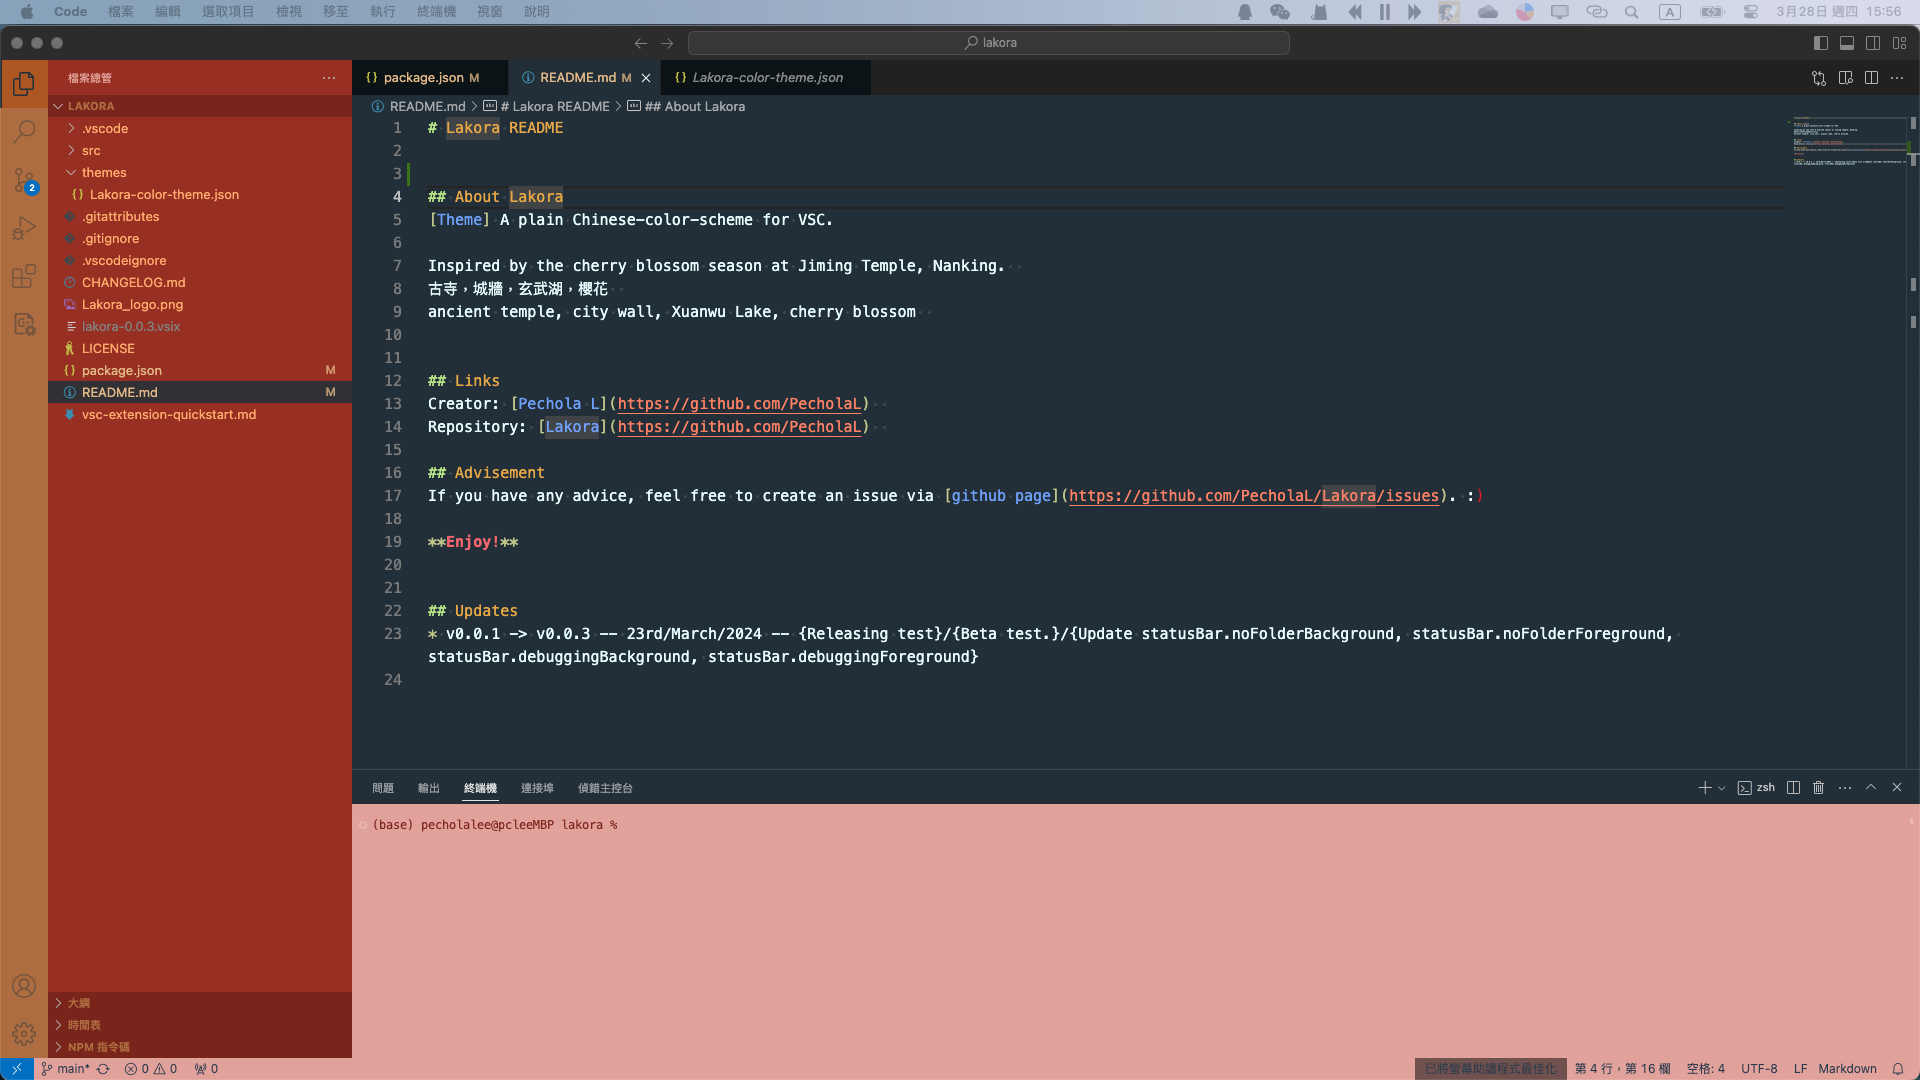 Code 檔案 編輯 選取項目 檢視 移至 執行 終端機 視窗 說明 A 3月28日 週四 15:56
lakora
檔案總管
LAKORA
.vscode
src
themes
{} Lakora-color-theme.json
.gitattributes
.gitignore
.vscodeignore
CHANGELOG.md
Lakora_logo.png
lakora-0.0.3.vsix
LICENSE
{} package.json M
README.md M
vsc-extension-quickstart.md
2
大綱
時間表
NPM 指令碼
{} package.json M README.md M {} Lakora-color-theme.json
README.md > # Lakora README > ## About Lakora
1 # Lakora README
2
3
4 ## About Lakora
5 [Theme] A plain Chinese-color-scheme for VSC.
6
7 Inspired by the cherry blossom season at Jiming Temple, Nanking.
8 古寺，城牆，玄武湖，櫻花
9 ancient temple, city wall, Xuanwu Lake, cherry blossom
10
11
12 ## Links
13 Creator: [Pechola L](https://github.com/PecholaL)
14 Repository: [Lakora](https://github.com/PecholaL)
15
16 ## Advisement
17 If you have any advice, feel free to create an issue via [github page](https://github.com/PecholaL/Lakora/issues). :)
18
19 **Enjoy!**
20
21
22 ## Updates
23 * v0.0.1 -> v0.0.3 -- 23rd/March/2024 -- {Releasing test}/{Beta test.}/{Update statusBar.noFolderBackground, statusBar.noFolderForeground,
statusBar.debuggingBackground, statusBar.debuggingForeground}
24
問題 輸出 終端機 連接埠 偵錯主控台 zsh
(base) pecholalee@pcleeMBP lakora %
main* 0 0 0 已將螢幕助讀程式最佳化 第 4 行，第 16 欄 空格: 4 UTF-8 LF Markdown